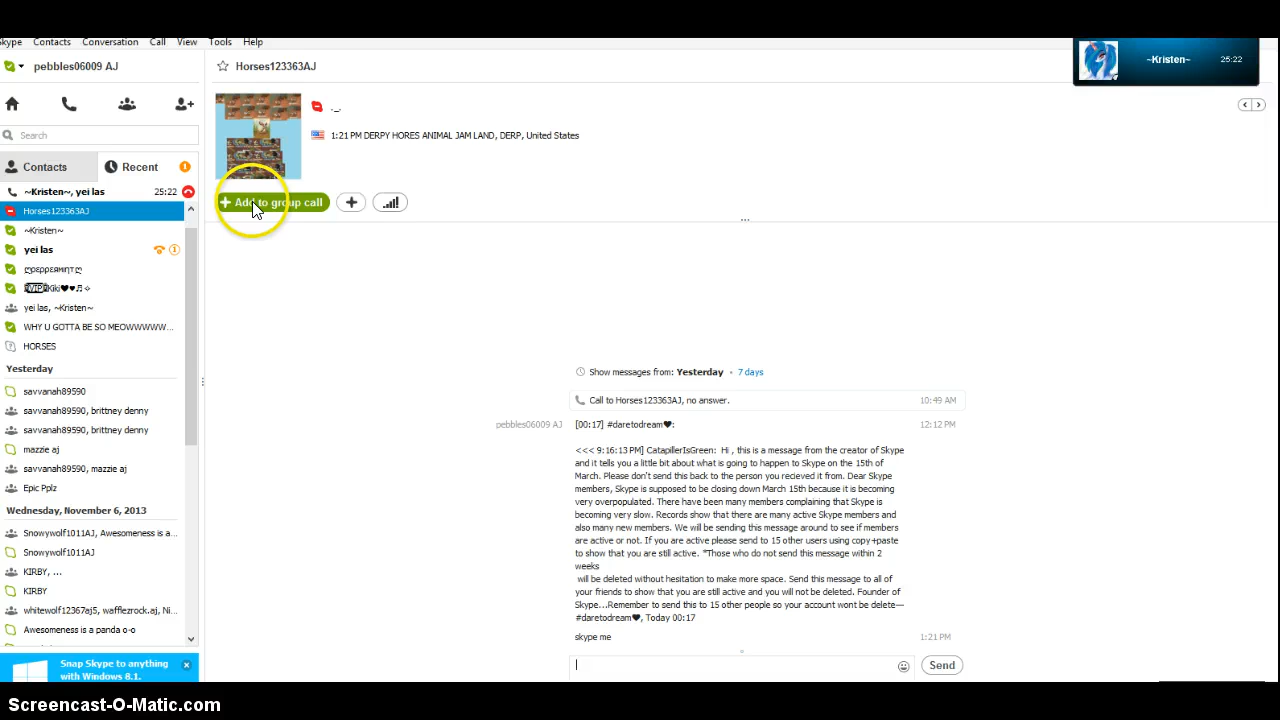 Skype Contacts Conversation Call View Tools Help
pebbles06009 AJ
Search
Contacts Recent 1
~Kristen~, yei las 25:22
Horses123363AJ
~Kristen~
yei las 1
ღρερρεямιηтღ
yei las, ~Kristen~
WHY U GOTTA BE SO MEOWWWWW...
HORSES
Yesterday
savvanah89590
savvanah89590, brittney denny
savvanah89590, brittney denny
mazzie aj
savvanah89590, mazzie aj
Epic Pplz
Wednesday, November 6, 2013
Snowywolf1011AJ, Awesomeness is a...
Snowywolf1011AJ
KIRBY, ...
KIRBY
whitewolf12367aj5, wafflezrock.aj, Ni...
Awesomeness is a panda o-o
Snap Skype to anything
with Windows 8.1.
Horses123363AJ
~Kristen~ 25:22
._.
1:21 PM DERPY HORES ANIMAL JAM LAND, DERP, United States
Add to group call
Show messages from: Yesterday • 7 days
Call to Horses123363AJ, no answer. 10:49 AM
pebbles06009 AJ [00:17] #daretodream♥: 12:12 PM
<<< 9:16:13 PM] CatapillerIsGreen: Hi , this is a message from the creator of Skype
and it tells you a little bit about what is going to happen to Skype on the 15th of
March. Please don't send this back to the person you recieved it from. Dear Skype
members, Skype is supposed to be closing down March 15th because it is becoming
very overpopulated. There have been many members complaining that Skype is
becoming very slow. Records show that there are many active Skype members and
also many new members. We will be sending this message around to see if members
are active or not. If you are active please send to 15 other users using copy+paste
to show that you are still active. *Those who do not send this message within 2
weeks
will be deleted without hesitation to make more space. Send this message to all of
your friends to show that you are still active and you will not be deleted. Founder of
Skype...Remember to send this to 15 other people so your account wont be delete—
#daretodream♥, Today 00:17
skype me 1:21 PM
Send
Screencast-O-Matic.com